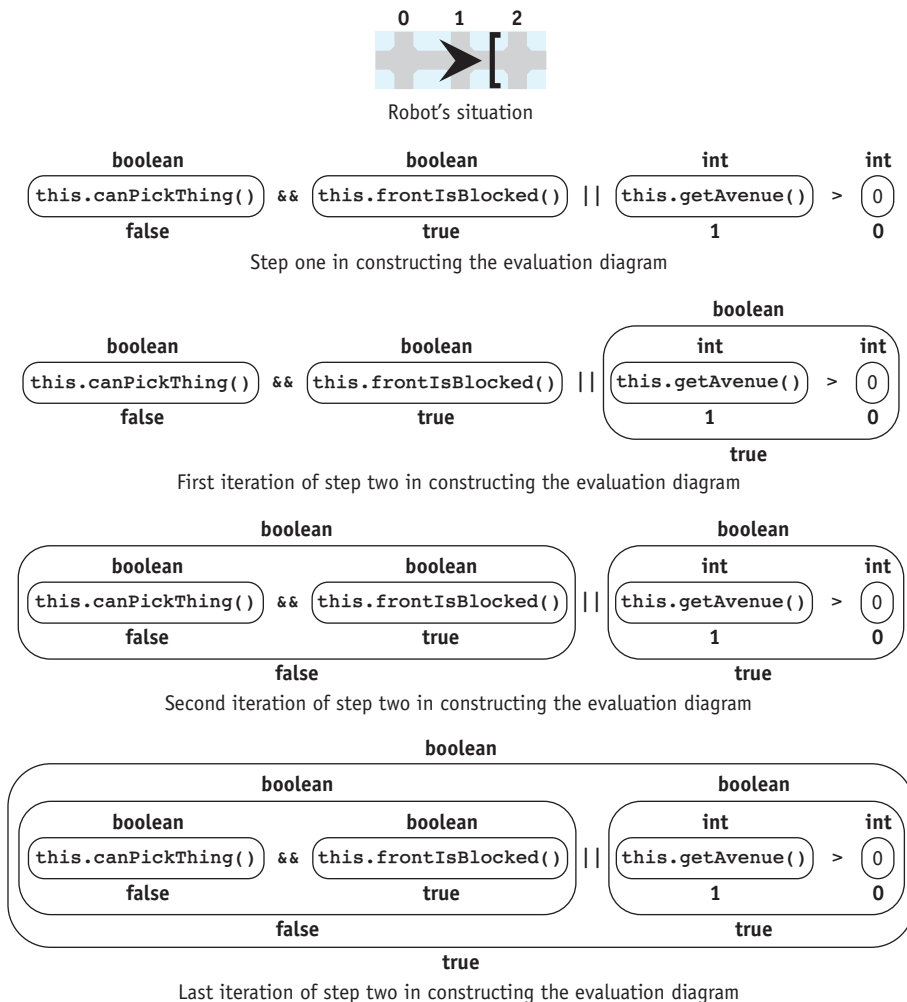 0 1 2
Robot's situation
boolean boolean int int
this.canPickThing() && this.frontIsBlocked() || this.getAvenue() > 0
false true 1 0
Step one in constructing the evaluation diagram
boolean
boolean boolean int int
this.canPickThing() && this.frontIsBlocked() || this.getAvenue() > 0
false true 1 0
true
First iteration of step two in constructing the evaluation diagram
boolean boolean
boolean boolean int int
this.canPickThing() && this.frontIsBlocked() || this.getAvenue() > 0
false true 1 0
false true
Second iteration of step two in constructing the evaluation diagram
boolean
boolean boolean
boolean boolean int int
this.canPickThing() && this.frontIsBlocked() || this.getAvenue() > 0
false true 1 0
false true
true
Last iteration of step two in constructing the evaluation diagram